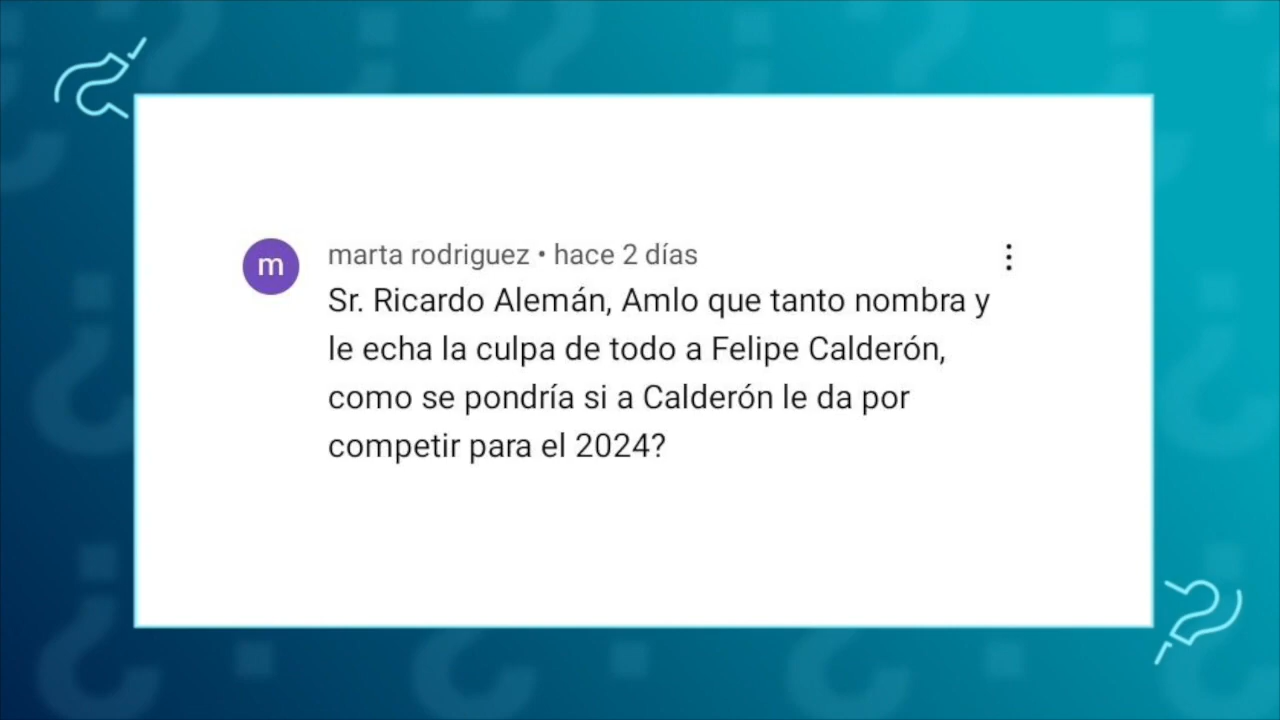 m
marta rodriguez • hace 2 días
Sr. Ricardo Alemán, Amlo que tanto nombra y
le echa la culpa de todo a Felipe Calderón,
como se pondría si a Calderón le da por
competir para el 2024?